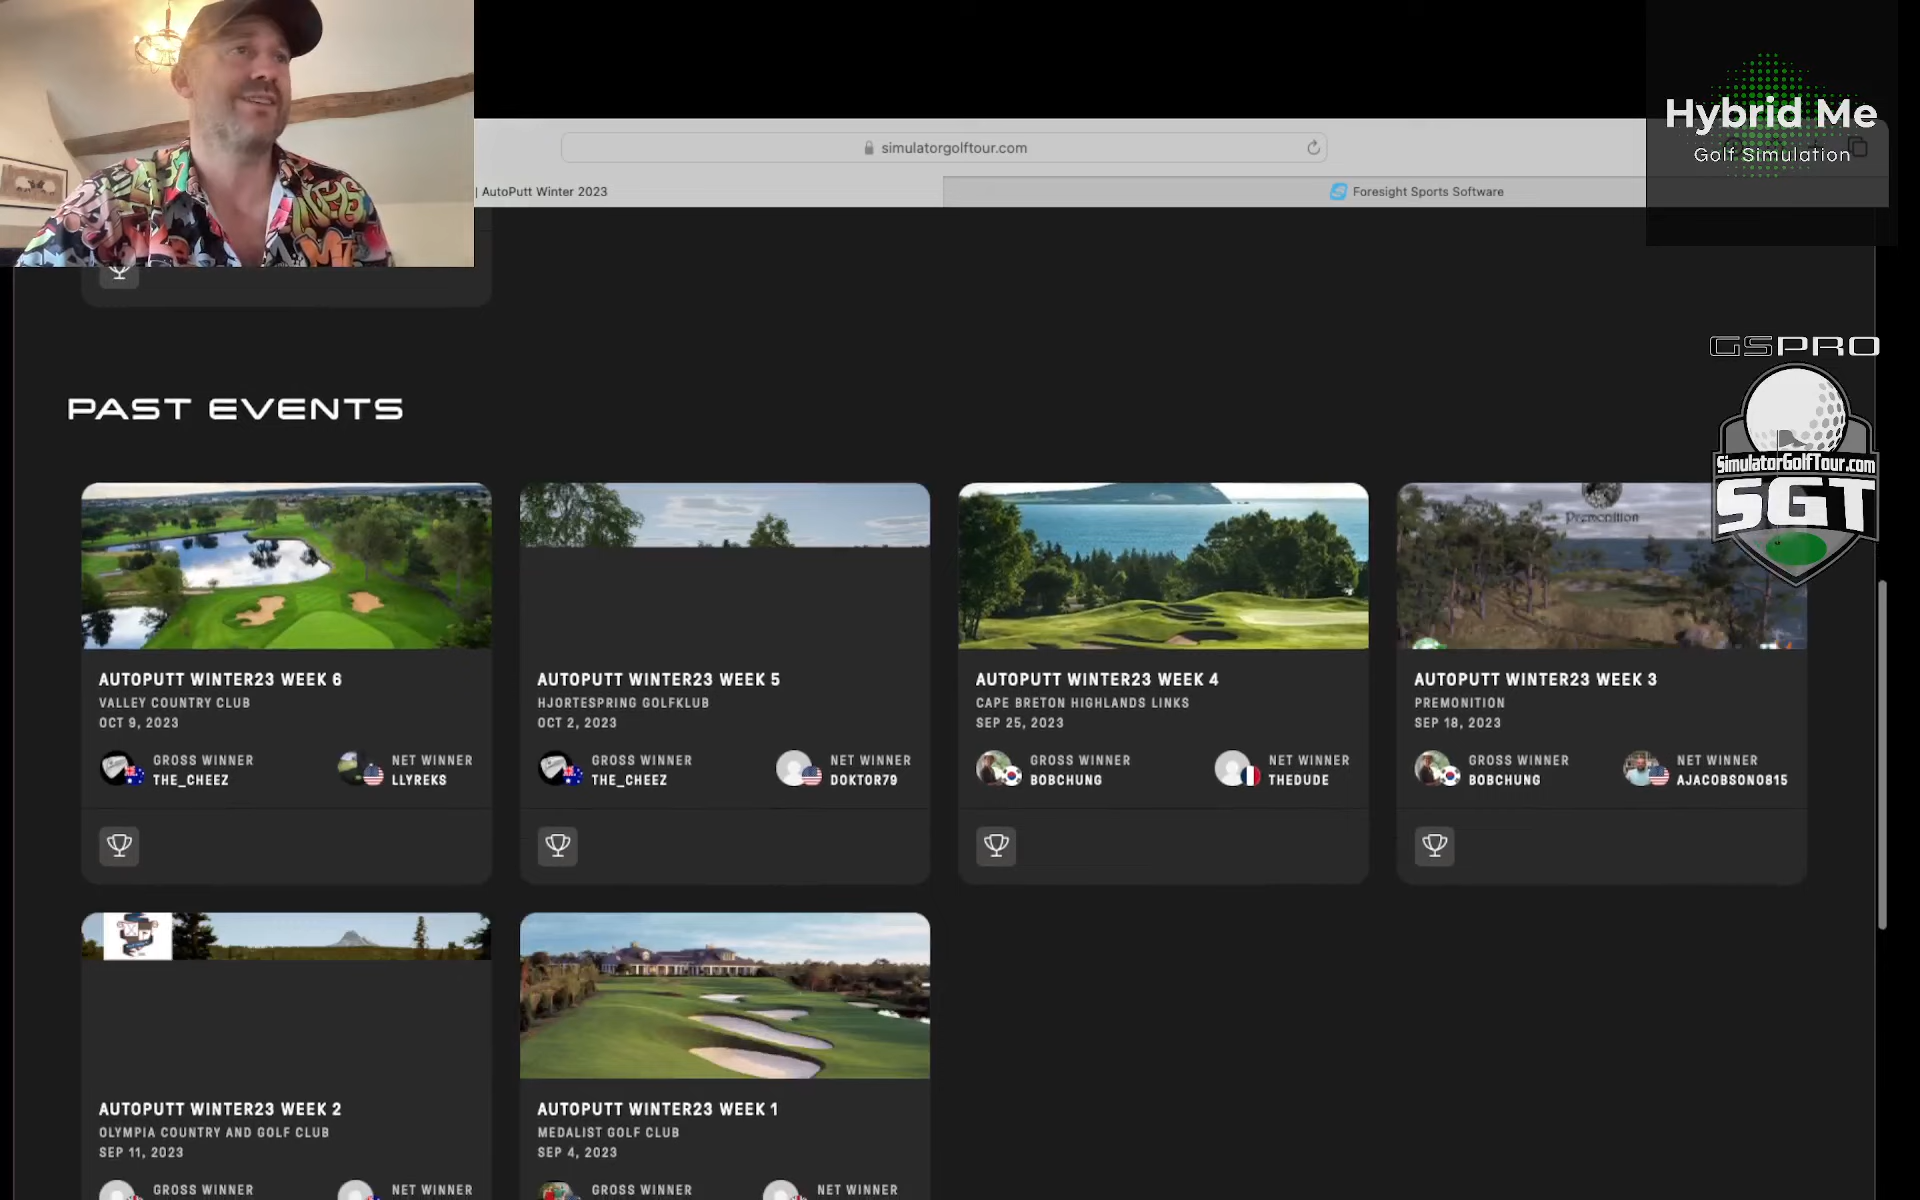 Hybrid Me
Golf Simulation
simulatorgolftour.com
| AutoPutt Winter 2023
Foresight Sports Software
GSPRO
SimulatorGolfTour.com
SGT
PAST EVENTS
Premonition
AUTOPUTT WINTER23 WEEK 6
VALLEY COUNTRY CLUB
OCT 9, 2023
GROSS WINNER
THE_CHEEZ
NET WINNER
LLYREKS
AUTOPUTT WINTER23 WEEK 5
HJORTESPRING GOLFKLUB
OCT 2, 2023
GROSS WINNER
THE_CHEEZ
NET WINNER
DOKTOR79
AUTOPUTT WINTER23 WEEK 4
CAPE BRETON HIGHLANDS LINKS
SEP 25, 2023
GROSS WINNER
BOBCHUNG
NET WINNER
THEDUDE
AUTOPUTT WINTER23 WEEK 3
PREMONITION
SEP 18, 2023
GROSS WINNER
BOBCHUNG
NET WINNER
AJACOBSON0815
AUTOPUTT WINTER23 WEEK 2
OLYMPIA COUNTRY AND GOLF CLUB
SEP 11, 2023
GROSS WINNER
NET WINNER
AUTOPUTT WINTER23 WEEK 1
MEDALIST GOLF CLUB
SEP 4, 2023
GROSS WINNER
NET WINNER